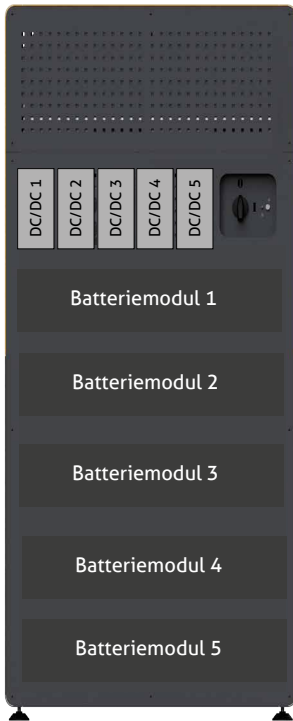 DC/DC 1
DC/DC 2
DC/DC 3
DC/DC 4
DC/DC 5
Batteriemodul 1
Batteriemodul 2
Batteriemodul 3
Batteriemodul 4
Batteriemodul 5